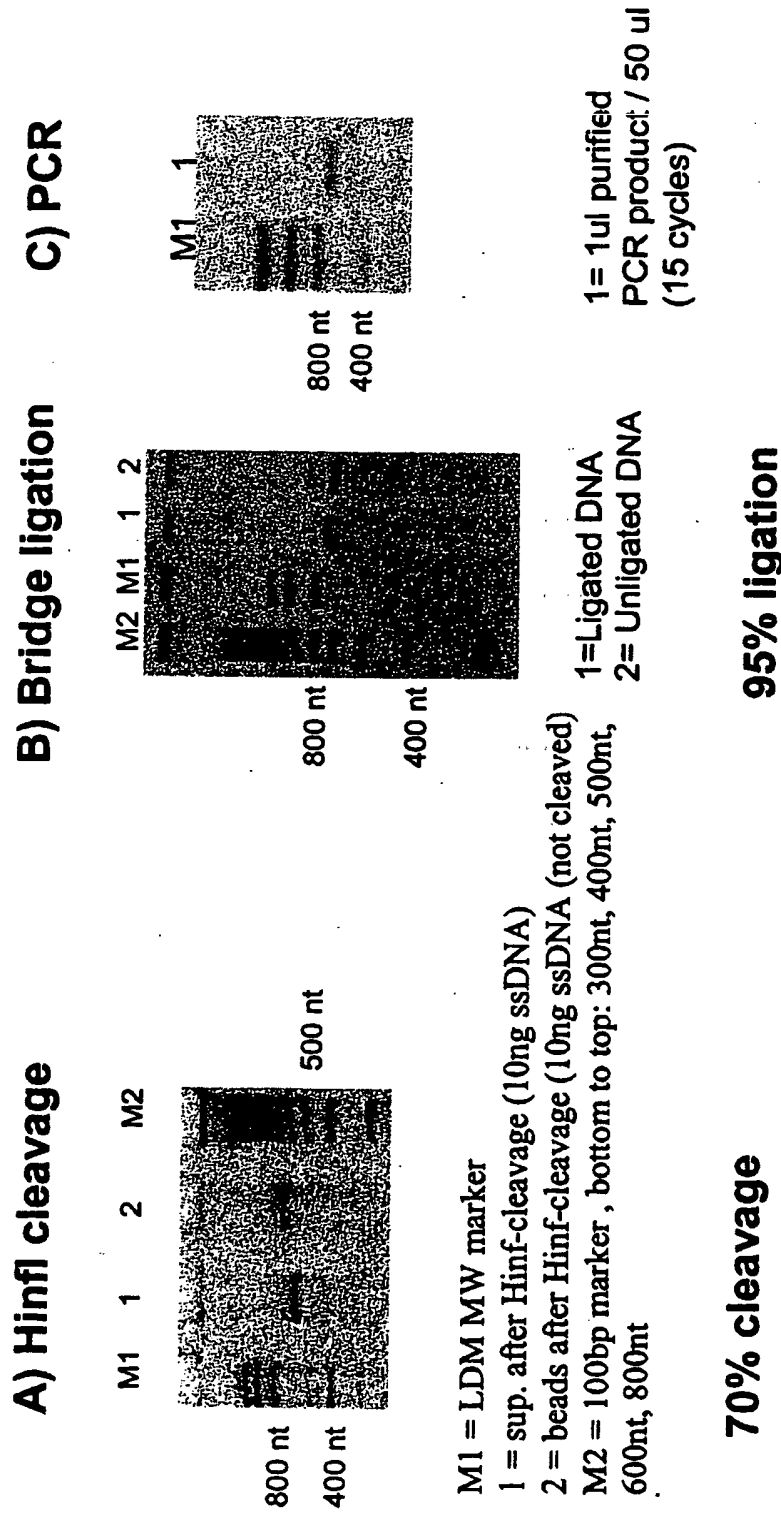 A) HinfI cleavage
M1 1 2 M2
800 nt
400 nt
500 nt
M1 = LDM MW marker
1 = sup. after Hinf-cleavage (10ng ssDNA)
2 = beads after Hinf-cleavage (10ng ssDNA (not cleaved)
M2 = 100bp marker , bottom to top: 300nt, 400nt, 500nt,
600nt, 800nt
70% cleavage
B) Bridge ligation
M2 M1 1 2
800 nt
400 nt
1=Ligated DNA
2= Unligated DNA
95% ligation
C) PCR
M1 1
800 nt
400 nt
1= 1ul purified
PCR product / 50 ul
(15 cycles)